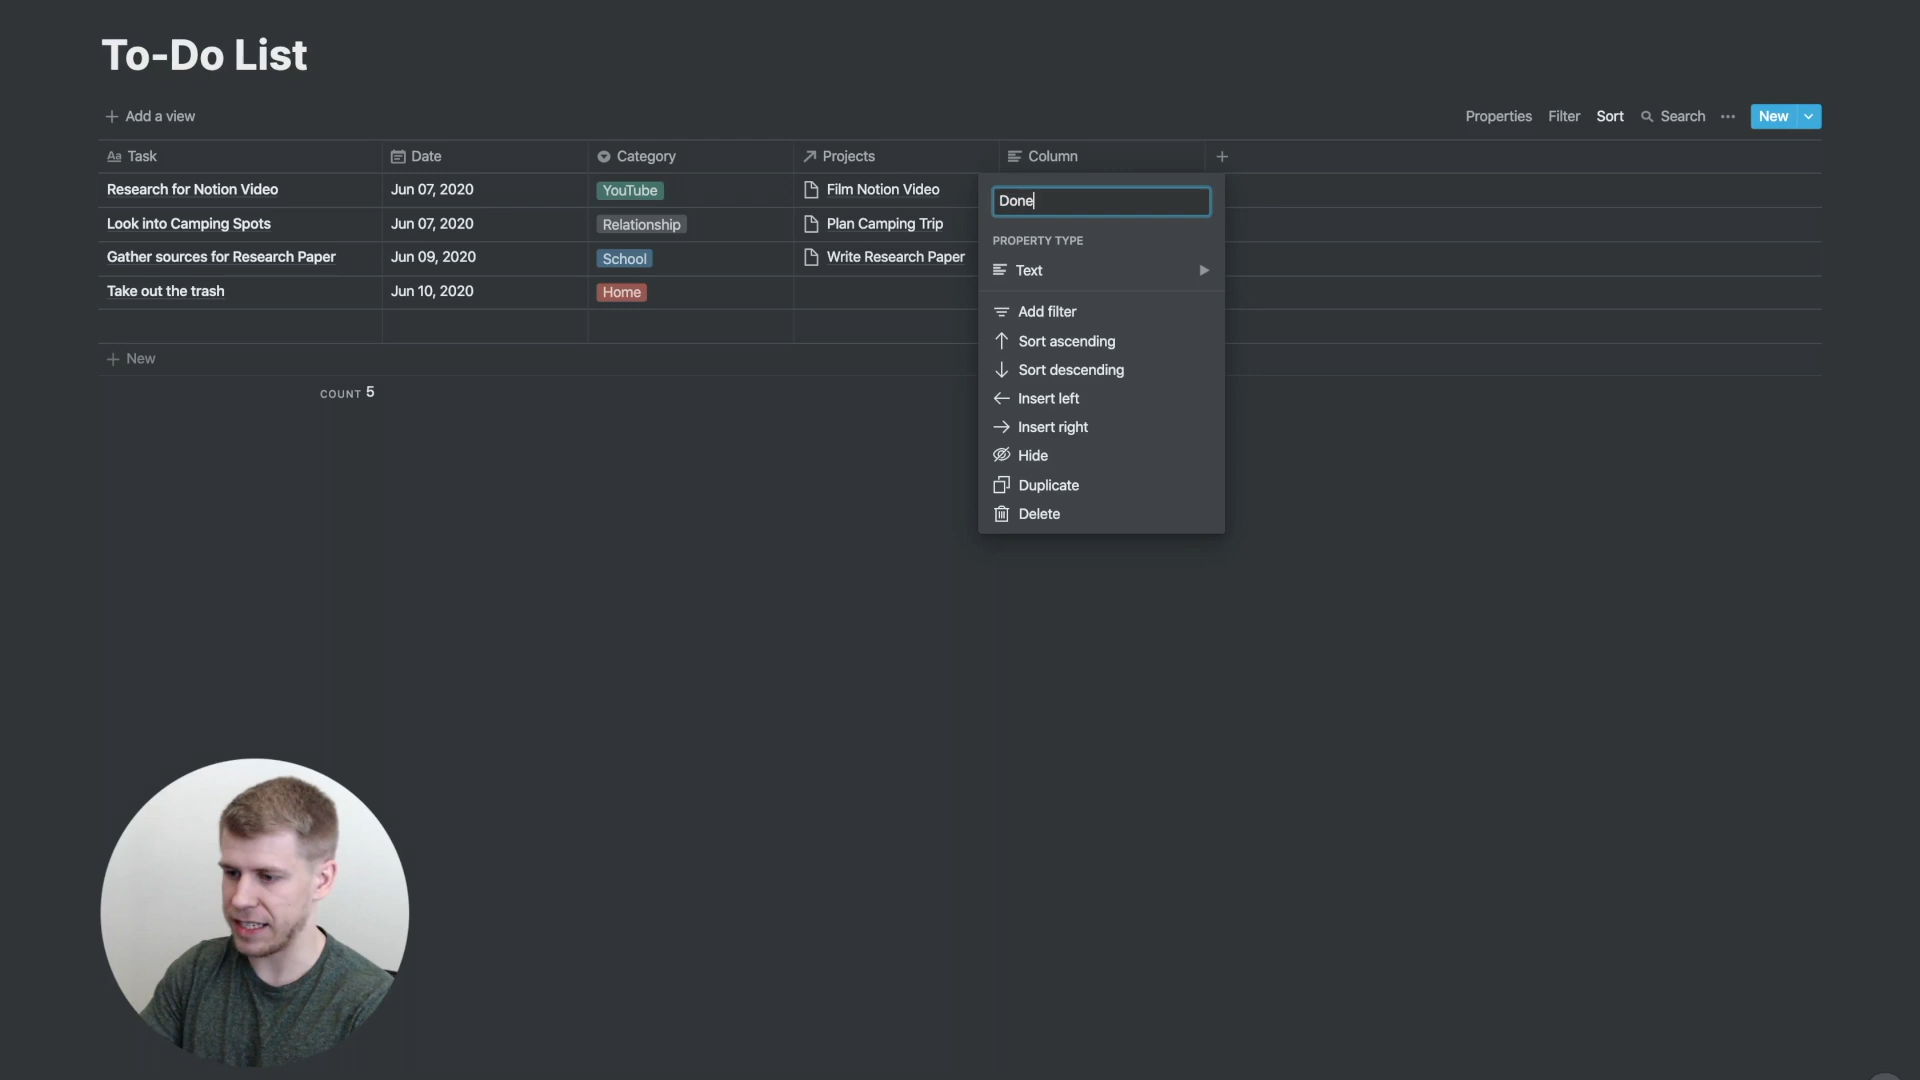 To-Do List
Add a view
Properties Filter Sort Search New
Aa Task Date Category Projects Column
Research for Notion Video Jun 07, 2020 YouTube Film Notion Video
Look into Camping Spots Jun 07, 2020 Relationship Plan Camping Trip
Gather sources for Research Paper Jun 09, 2020 School Write Research Paper
Take out the trash Jun 10, 2020 Home
New
COUNT 5
Done
PROPERTY TYPE
Text
Add filter
Sort ascending
Sort descending
Insert left
Insert right
Hide
Duplicate
Delete